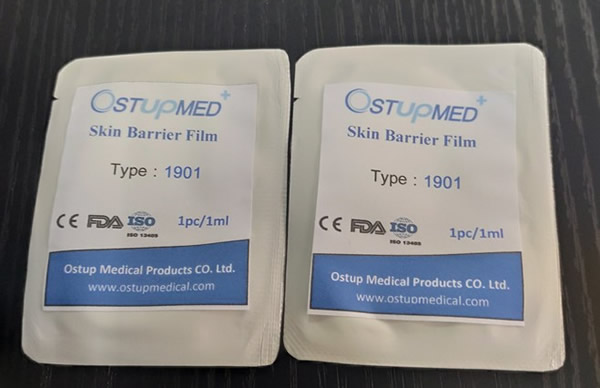 OSTUPMED+
Skin Barrier Film
Type : 1901
CE FDA ISO 1pc/1ml
ISO 13485
Ostup Medical Products CO. Ltd.
www.ostupmedical.com
OSTUPMED+
Skin Barrier Film
Type : 1901
CE FDA ISO 1pc/1ml
ISO 13485
Ostup Medical Products CO. Ltd.
www.ostupmedical.com